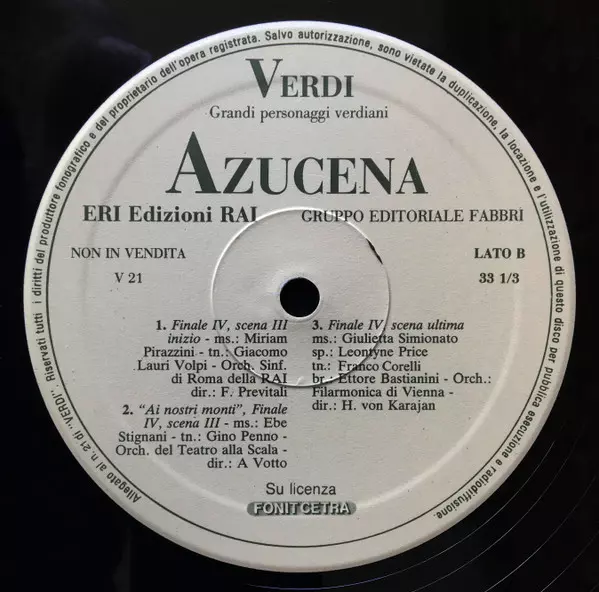 Riservati tutti i diritti del produttore fonografico e del proprietario dell'opera registrata. Salvo autorizzazione, sono vietate la duplicazione, la locazione e l'utilizzo di questo disco per pubblica esecuzione e radiodiffusione.
Allegato al n. 21 di "VERDI"
VERDI
Grandi personaggi verdiani
AZUCENA
ERI Edizioni RAI
GRUPPO EDITORIALE FABBRI
NON IN VENDITA
LATO B
V 21
33 1/3
1. Finale IV, scena III
inizio - ms.: Miriam
Pirazzini - tn.: Giacomo
Lauri Volpi - Orch. Sinf.
di Roma della RAI
dir.: F. Previtali
2. "Ai nostri monti", Finale
IV, scena III - ms.: Ebe
Stignani - tn.: Gino Penno -
Orch. del Teatro alla Scala -
dir.: A Votto
3. Finale IV, scena ultima
ms.: Giulietta Simionato
sp.: Leontyne Price
tn.: Franco Corelli
br.: Ettore Bastianini - Orch.:
Filarmonica di Vienna -
dir.: H. von Karajan
Su licenza
FONIT CETRA